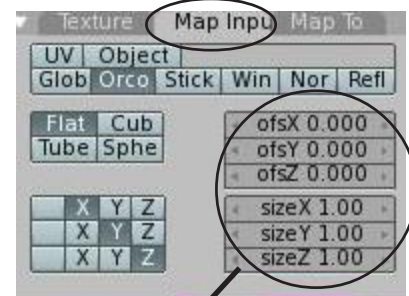 Texture Map Inpu Map To
UV Object
Glob Orco Stick Win Nor Refl
Flat Cub ofsX 0.000
Tube Sphe ofsY 0.000
ofsZ 0.000
X Y Z sizeX 1.00
X Y Z sizeY 1.00
X Y Z sizeZ 1.00